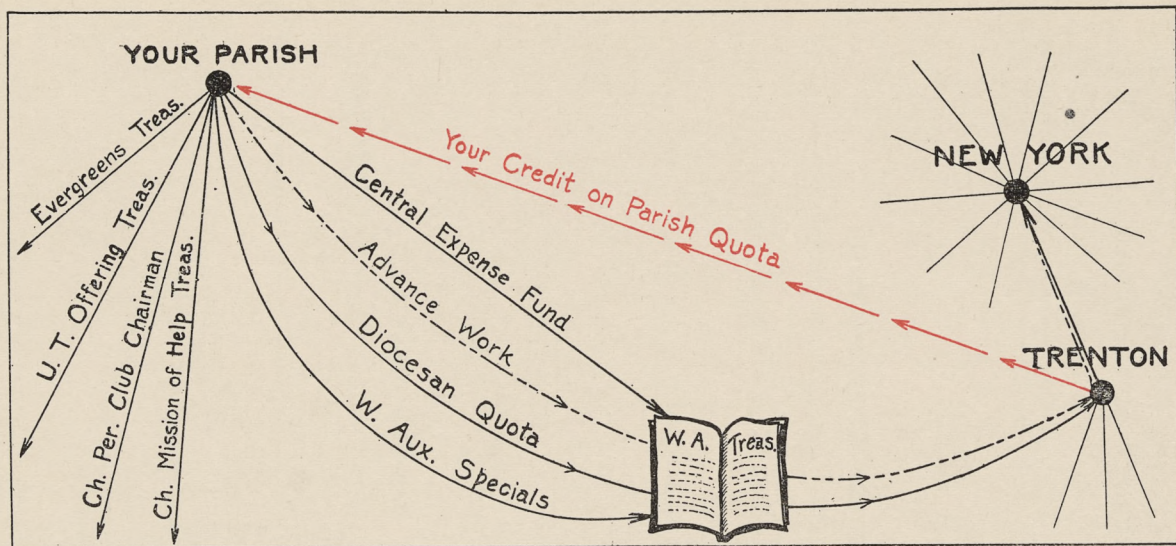 YOUR PARISH
Evergreens Treas.
U. T. Offering Treas.
Ch. Per. Club Chairman
Ch. Mission of Help Treas.
W. Aux. Specials
Diocesan Quota
Advance Work
Central Expense Fund
Your Credit on Parish Quota
NEW YORK
TRENTON
W. A. Treas.